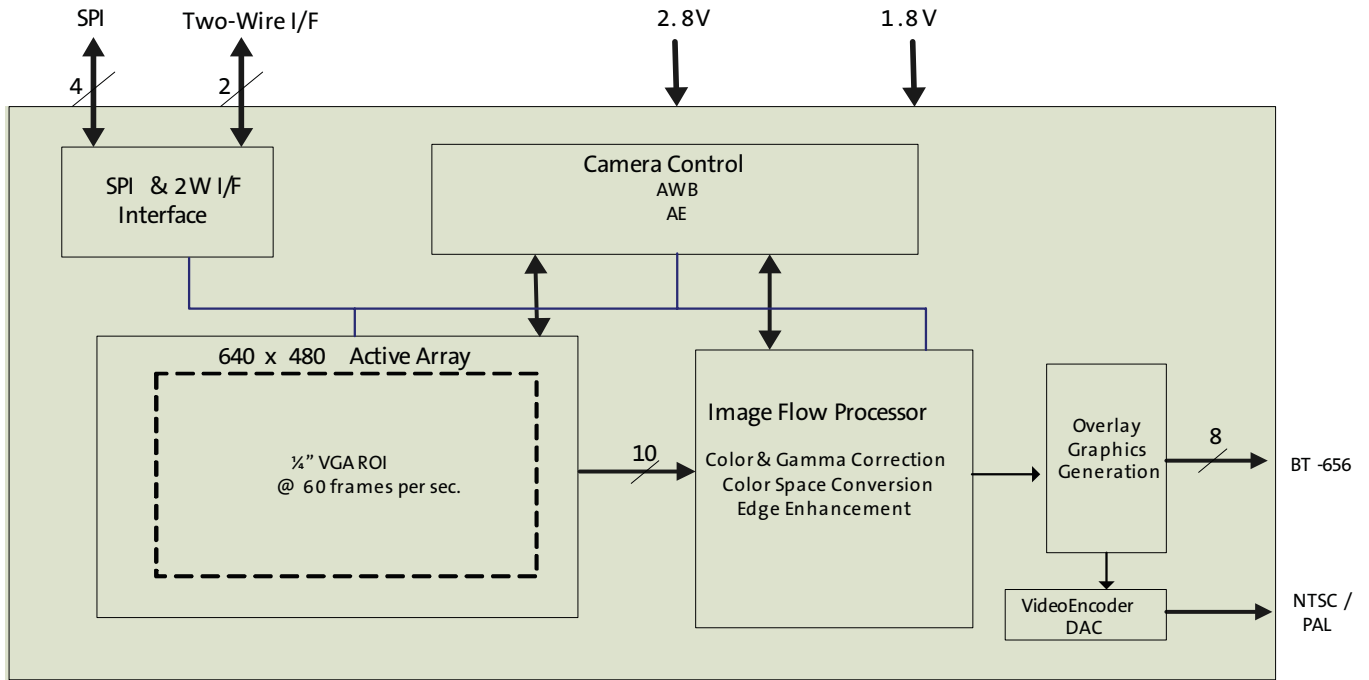 SPI
Two-Wire I/F
2.8V
1.8V
4
2
SPI & 2W I/F
Interface
Camera Control
AWB
AE
640 x 480 Active Array
¼” VGA ROI
@ 60 frames per sec.
10
Image Flow Processor
Color & Gamma Correction
Color Space Conversion
Edge Enhancement
Overlay
Graphics
Generation
8
BT -656
VideoEncoder
DAC
NTSC /
PAL